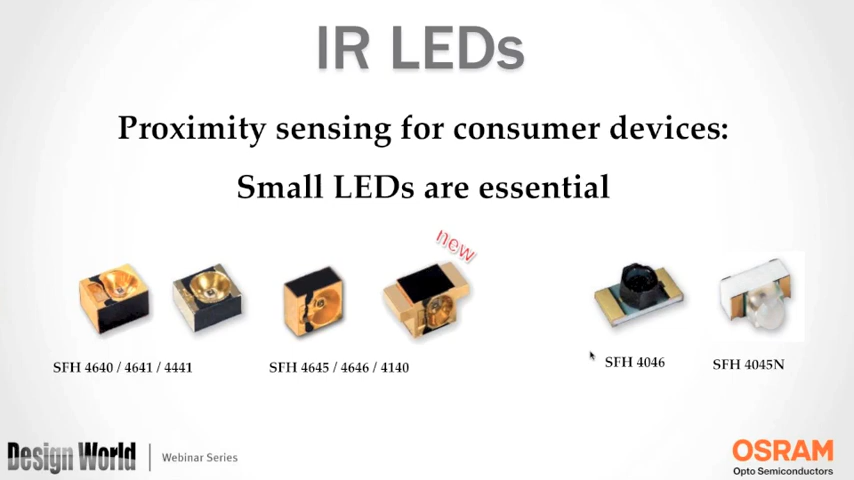 IR LEDs
Proximity sensing for consumer devices:
Small LEDs are essential
new
SFH 4640 / 4641 / 4441
SFH 4645 / 4646 / 4140
SFH 4046
SFH 4045N
Design World
Webinar Series
OSRAM
Opto Semiconductors